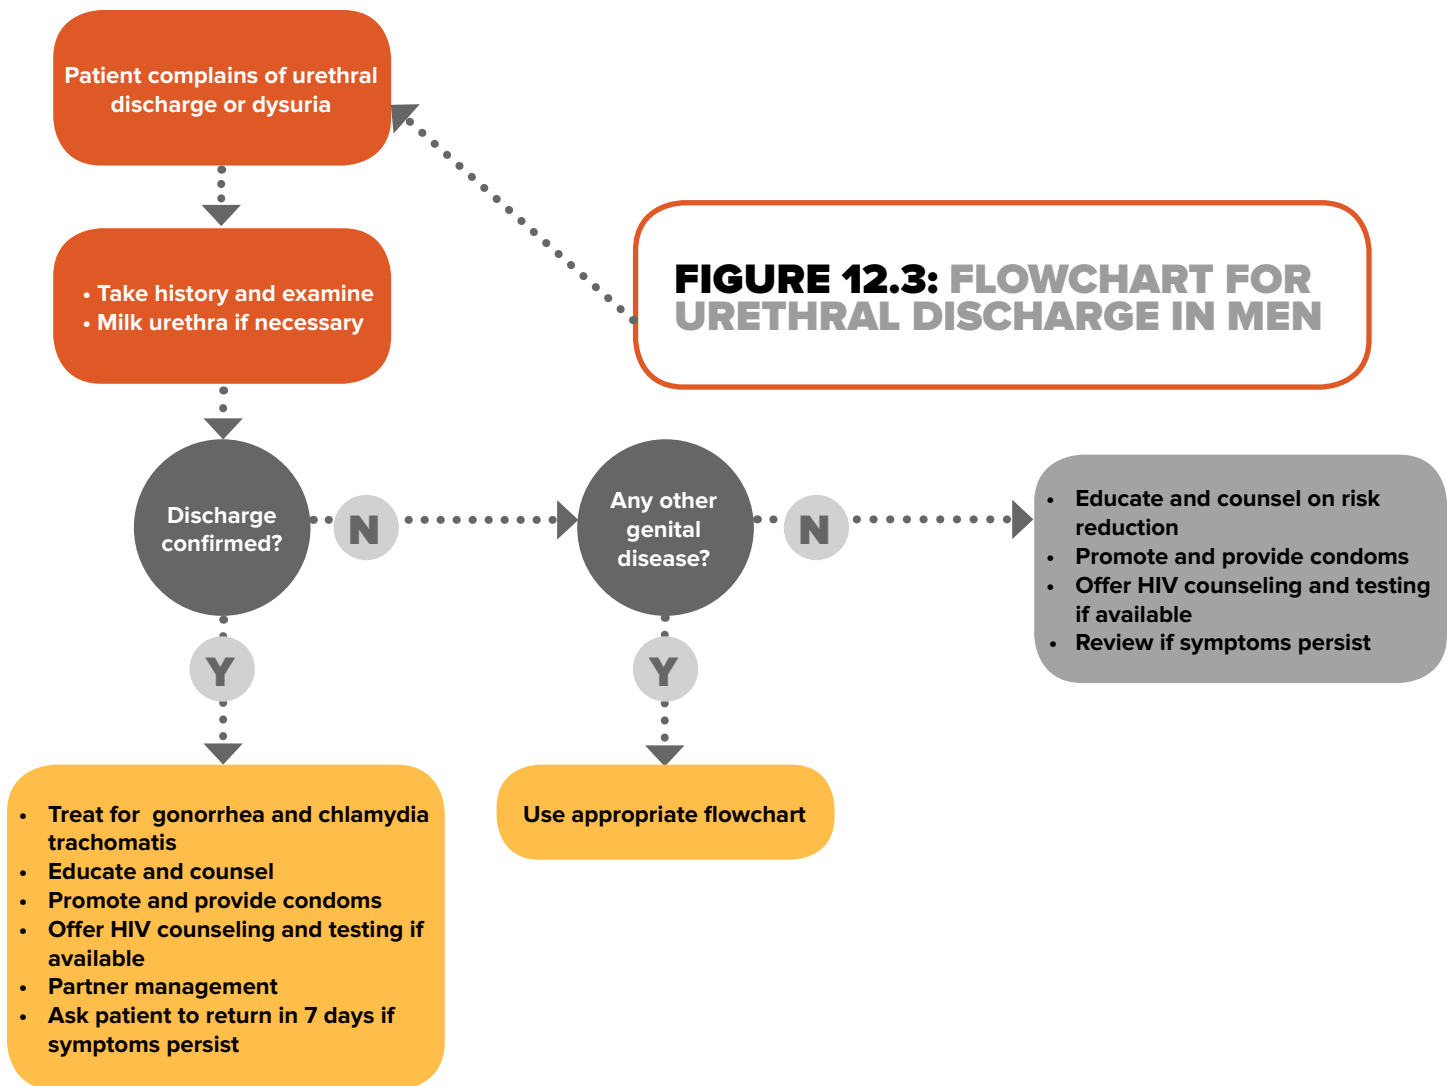 Patient complains of urethral
discharge or dysuria
• Take history and examine
• Milk urethra if necessary
FIGURE 12.3: FLOWCHART FOR
URETHRAL DISCHARGE IN MEN
Discharge
confirmed?
N
Any other
genital
disease?
N
• Educate and counsel on risk
reduction
• Promote and provide condoms
• Offer HIV counseling and testing
if available
• Review if symptoms persist
Y
Y
• Treat for gonorrhea and chlamydia
trachomatis
• Educate and counsel
• Promote and provide condoms
• Offer HIV counseling and testing if
available
• Partner management
• Ask patient to return in 7 days if
symptoms persist
Use appropriate flowchart